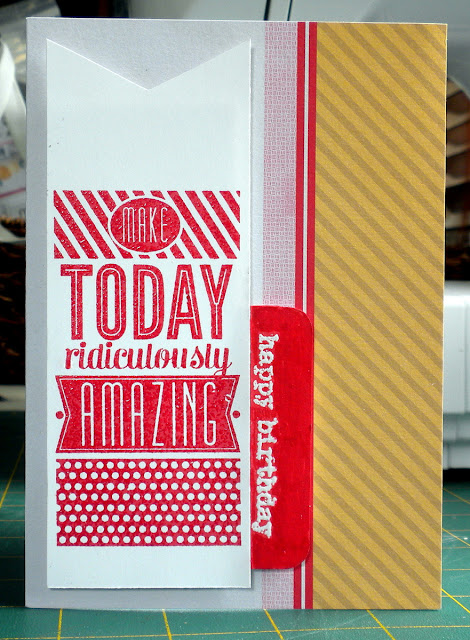 MAKE
TODAY
ridiculously
AMAZING
happy birthday